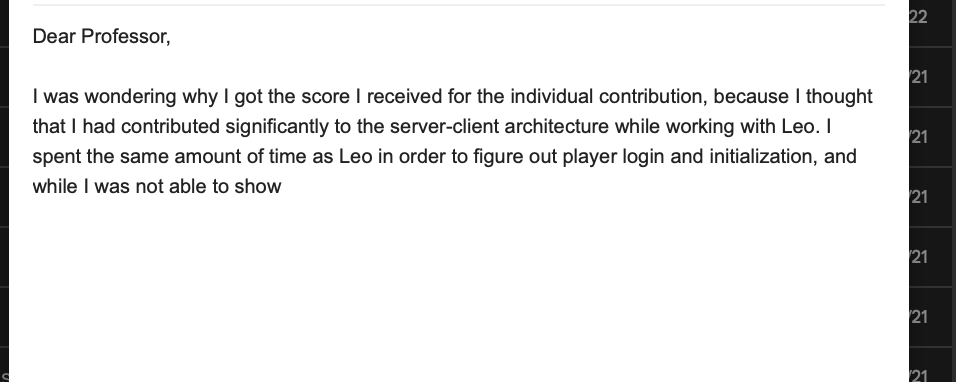 22
Dear Professor,
/21
I was wondering why I got the score I received for the individual contribution, because I thought
that I had contributed significantly to the server-client architecture while working with Leo. I
/21
spent the same amount of time as Leo in order to figure out player login and initialization, and
while I was not able to show
/21
/21
/21
/21